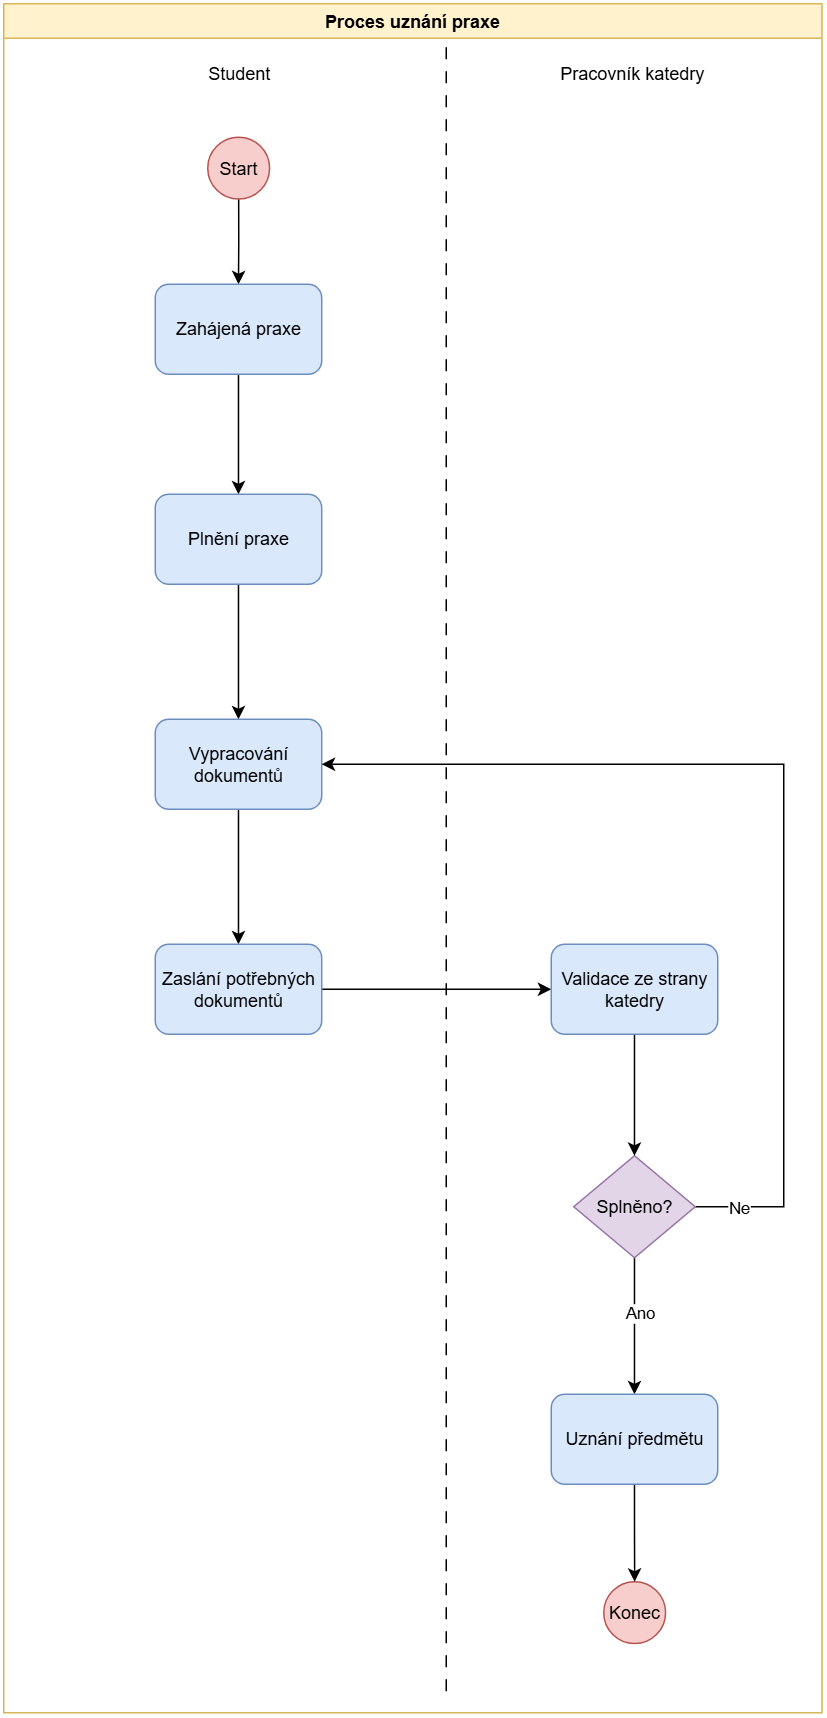 Proces uznání praxe
Student
Pracovník katedry
Start
Zahájená praxe
Plnění praxe
Vypracování
dokumentů
Zaslání potřebných
dokumentů
Validace ze strany
katedry
Splněno?
Ne
Ano
Uznání předmětu
Konec